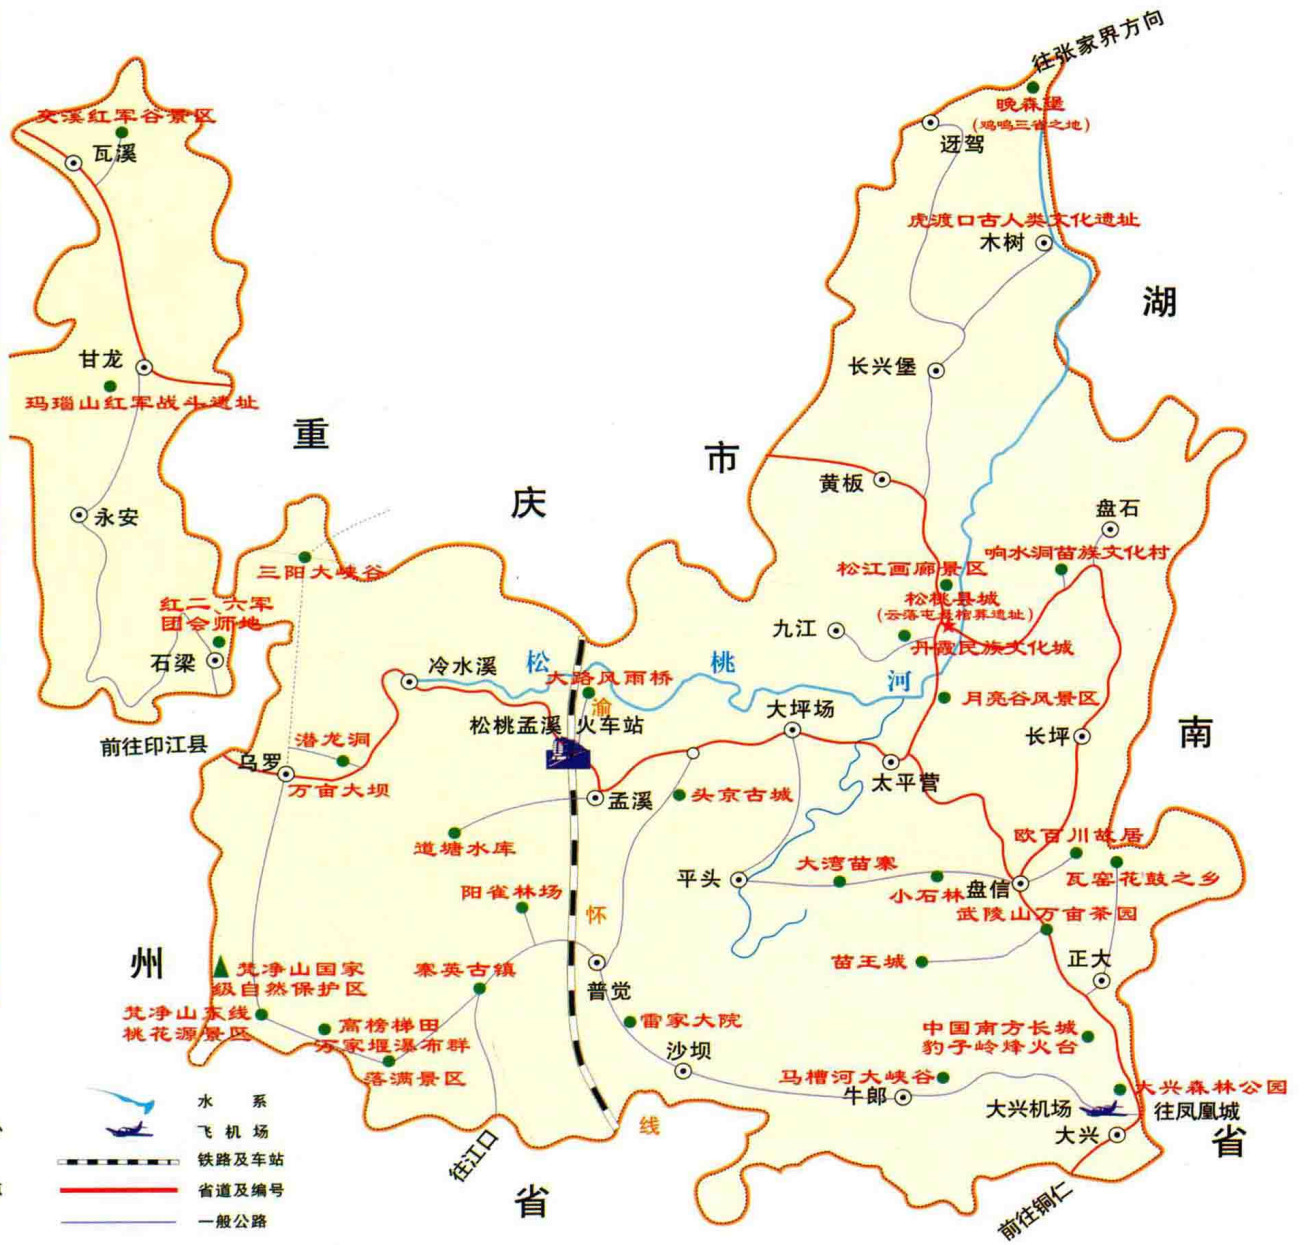 往张家界方向
晚森堡
(鸡鸣三省之地)
迓驾
夹溪红军谷景区
瓦溪
虎渡口古人类文化遗址
木树
湖
甘龙
玛瑙山红军战斗遗址
长兴堡
重
市
黄板
庆
永安
盘石
响水洞苗族文化村
三阳大峡谷
松江画廊景区
松桃县城
(云落屯悬棺葬遗址)
红二、六军
团会师地
九江
丹霞民族文化城
石梁
冷水溪
松
桃
河
大路风雨桥
渝
月亮谷风景区
松桃孟溪
火车站
大坪场
长坪
南
前往印江县
潜龙洞
乌罗
万亩大坝
太平营
孟溪
头京古城
道塘水库
欧百川故居
大湾苗寨
平头
小石林
盘信
瓦窑花鼓之乡
阳雀林场
怀
武陵山万亩茶园
州
梵净山国家
级自然保护区
寨英古镇
苗王城
正大
普觉
梵净山东线
桃花源景区
高榜梯田
万家堰瀑布群
雷家大院
中国南方长城
豹子岭烽火台
沙坝
落满景区
马槽河大峡谷
牛郎
大兴森林公园
大兴机场
往凤凰城
大兴
线
省
往江口
省
前往铜仁
水 系
飞 机 场
铁路及车站
省道及编号
一般公路